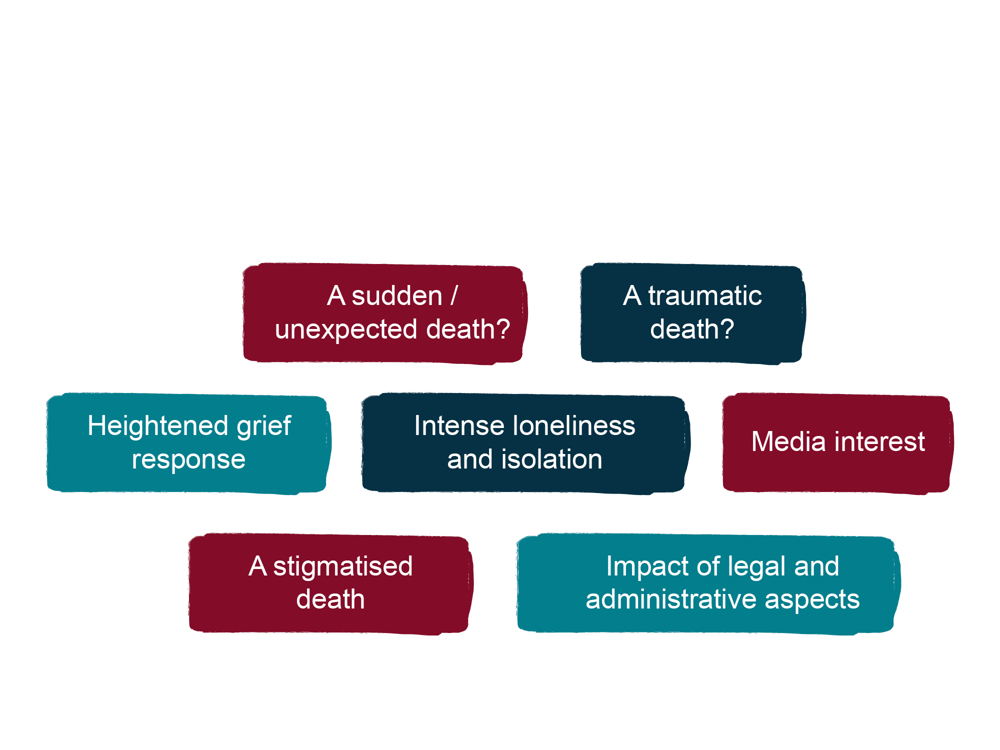 A sudden /
unexpected death?
A traumatic
death?
Heightened grief
response
Intense loneliness
and isolation
Media interest
A stigmatised
death
Impact of legal and
administrative aspects